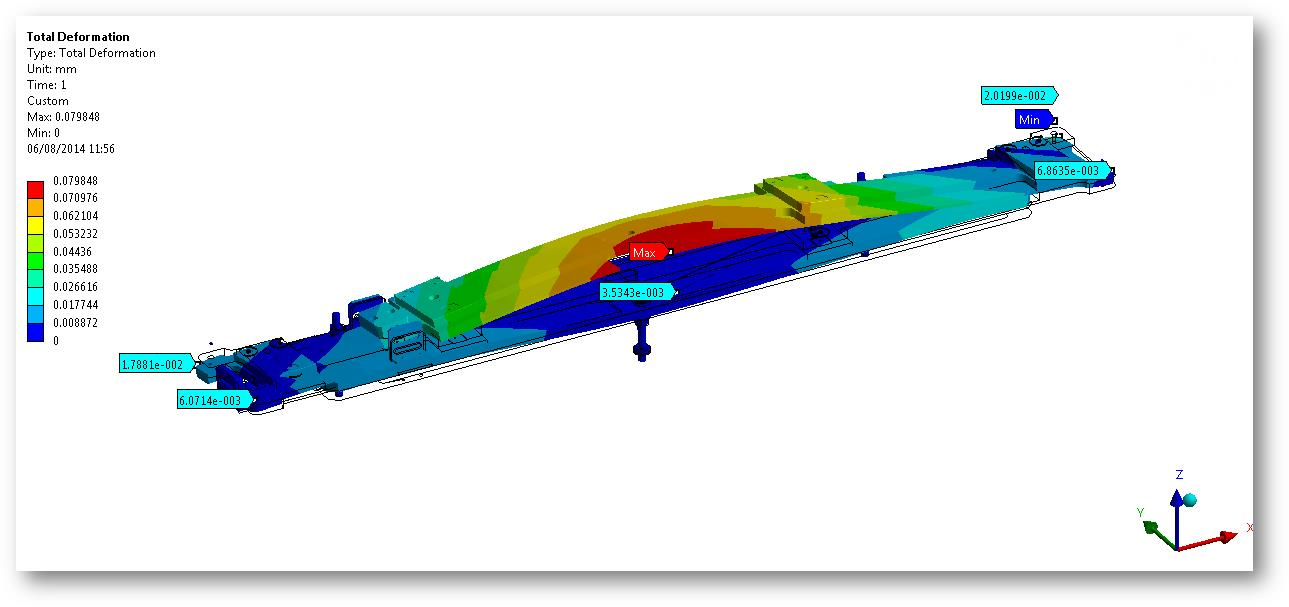 Total Deformation
Type: Total Deformation
Unit: mm
Time: 1
Custom
Max: 0.079848
Min: 0
06/08/2014 11:56
0.079848
0.070976
0.062104
0.053232
0.04436
0.035488
0.026616
0.017744
0.008872
0
2.0199e-002
Min
6.8635e-003
Max
3.5343e-003
1.7881e-002
6.0714e-003
Z
Y
X